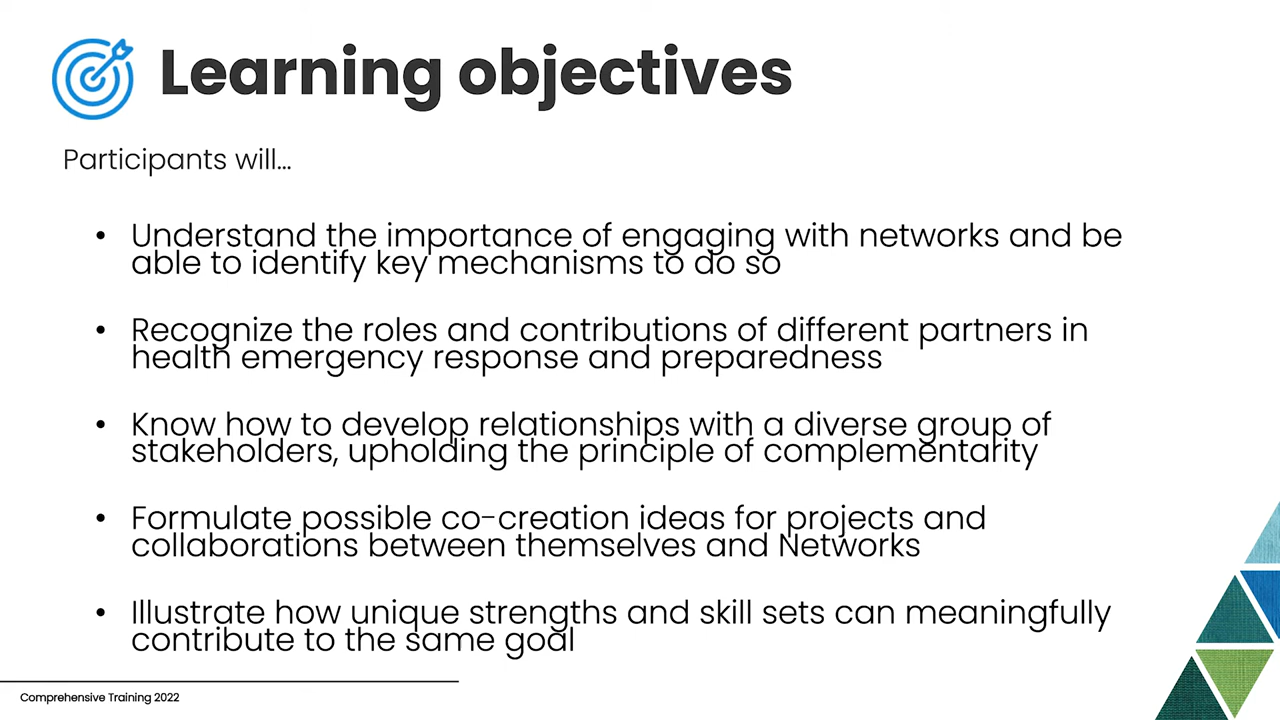 Learning objectives
Participants will...
• Understand the importance of engaging with networks and be
able to identify key mechanisms to do so
• Recognize the roles and contributions of different partners in
health emergency response and preparedness
• Know how to develop relationships with a diverse group of
stakeholders, upholding the principle of complementarity
• Formulate possible co-creation ideas for projects and
collaborations between themselves and Networks
• Illustrate how unique strengths and skill sets can meaningfully
contribute to the same goal
Comprehensive Training 2022